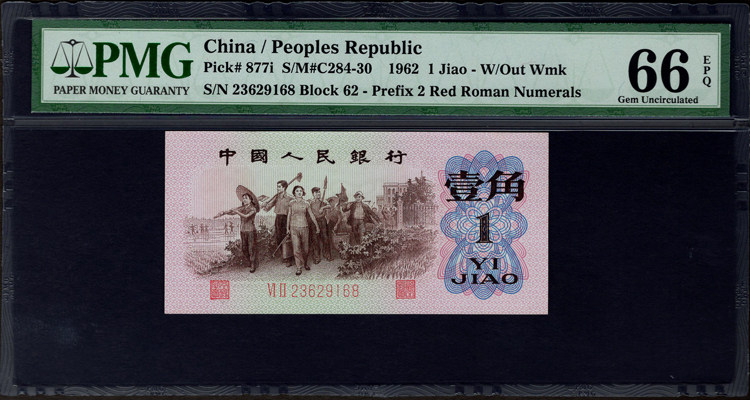 PMG
PAPER MONEY GUARANTY
China / Peoples Republic
Pick# 877i S/M#C284-30 1962 1 Jiao - W/Out Wmk
S/N 23629168 Block 62 - Prefix 2 Red Roman Numerals
66
EPQ
Gem Uncirculated
中國人民銀行
壹角
1
YI
JIAO
VI II 23629168